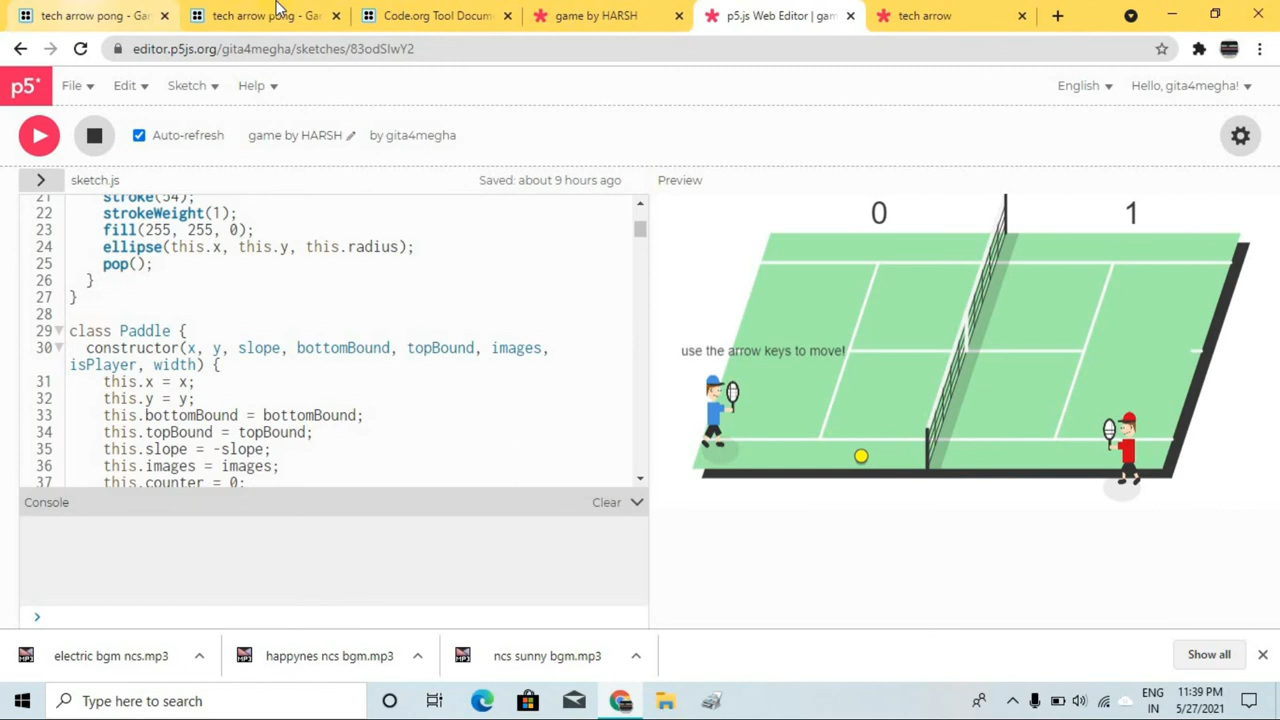 tech arrow pong - Ga
tech arrow pong - Ga
Code.org Tool Docum
game by HARSH
p5.js Web Editor | gam
tech arrow
editor.p5js.org/gita4megha/sketches/83odSIwY2
p5*
File
Edit
Sketch
Help
English
Hello, gita4megha!
Auto-refresh
game by HARSH
by gita4megha
sketch.js
Saved: about 9 hours ago
Preview
21 stroke(54);
22 strokeWeight(1);
23 fill(255, 255, 0);
24 ellipse(this.x, this.y, this.radius);
25 pop();
26 }
27 }
28
29 class Paddle {
30 constructor(x, y, slope, bottomBound, topBound, images,
isPlayer, width) {
31 this.x = x;
32 this.y = y;
33 this.bottomBound = bottomBound;
34 this.topBound = topBound;
35 this.slope = -slope;
36 this.images = images;
37 this.counter = 0;
0
1
use the arrow keys to move!
Console
Clear
>
electric bgm ncs.mp3
happynes ncs bgm.mp3
ncs sunny bgm.mp3
Show all
Type here to search
ENG
IN
11:39 PM
5/27/2021